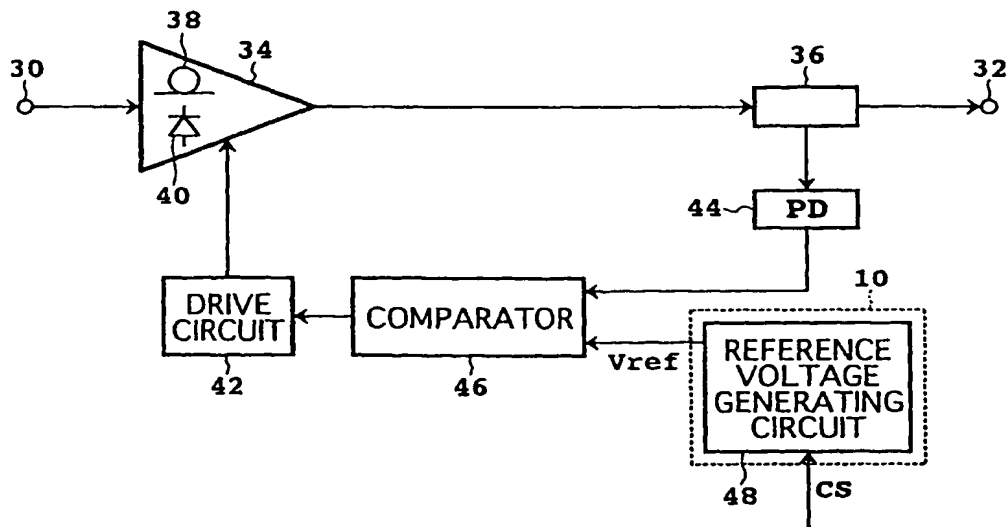 38
34
36
30
32
40
44
PD
10
DRIVE
CIRCUIT
COMPARATOR
Vref
REFERENCE
VOLTAGE
GENERATING
CIRCUIT
42
46
48
CS